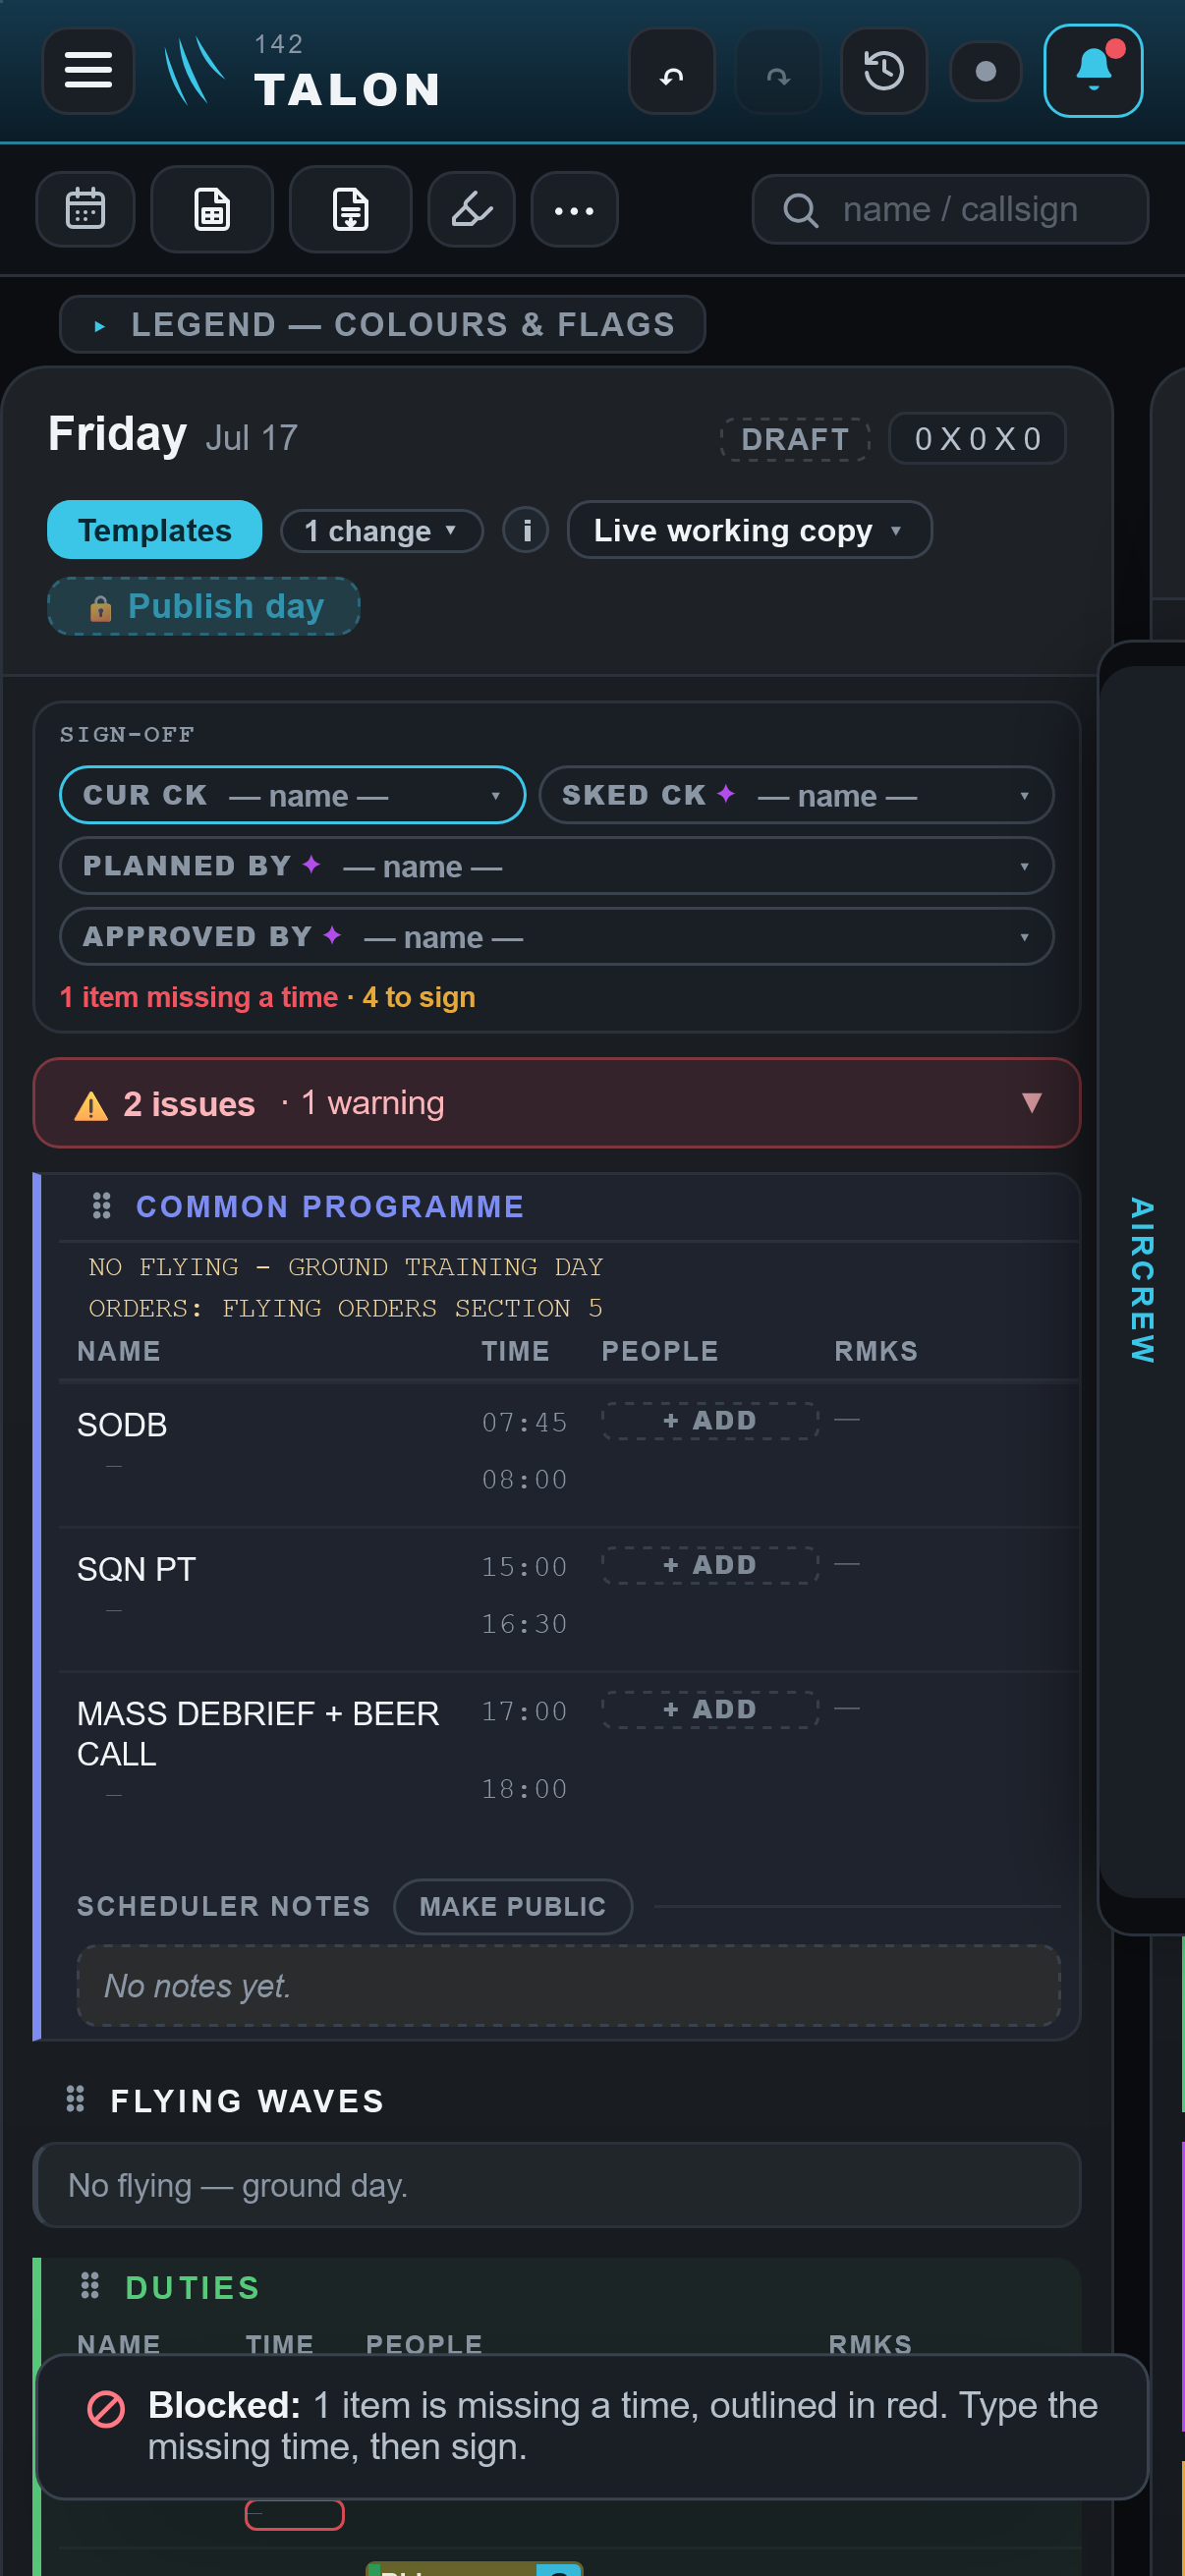 142
TALON
name / callsign
LEGEND — COLOURS & FLAGS
Friday Jul 17 DRAFT 0 X 0 X 0
Templates 1 change i Live working copy
Publish day
SIGN-OFF
CUR CK — name — SKED CK — name —
PLANNED BY — name —
APPROVED BY — name —
1 item missing a time · 4 to sign
2 issues · 1 warning
AIRCREW
COMMON PROGRAMME
NO FLYING - GROUND TRAINING DAY
ORDERS: FLYING ORDERS SECTION 5
NAME TIME PEOPLE RMKS
SODB 07:45 + ADD —
— 08:00
SQN PT 15:00 + ADD —
— 16:30
MASS DEBRIEF + BEER 17:00 + ADD —
CALL
— 18:00
SCHEDULER NOTES MAKE PUBLIC
No notes yet.
FLYING WAVES
No flying — ground day.
DUTIES
NAME TIME PEOPLE RMKS
Blocked: 1 item is missing a time, outlined in red. Type the
missing time, then sign.
—